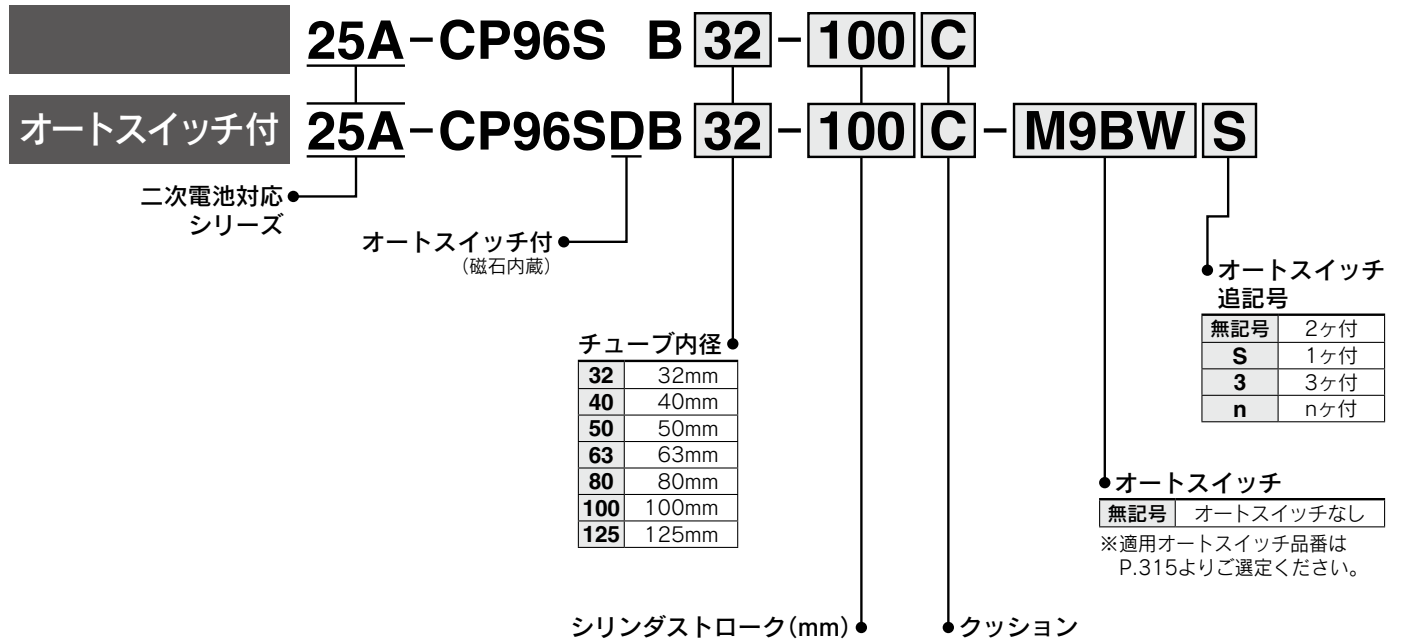 25A-CP96S B 32-100 C
オートスイッチ付 25A-CP96SDB 32-100 C-M9BW S
二次電池対応
シリーズ
オートスイッチ付
(磁石内蔵)
チューブ内径
32 32mm
40 40mm
50 50mm
63 63mm
80 80mm
100 100mm
125 125mm
オートスイッチ
追記号
無記号 2ヶ付
S 1ヶ付
3 3ヶ付
n nヶ付
オートスイッチ
無記号 オートスイッチなし
※適用オートスイッチ品番は
P.315よりご選定ください。
シリンダストローク(mm)
クッション